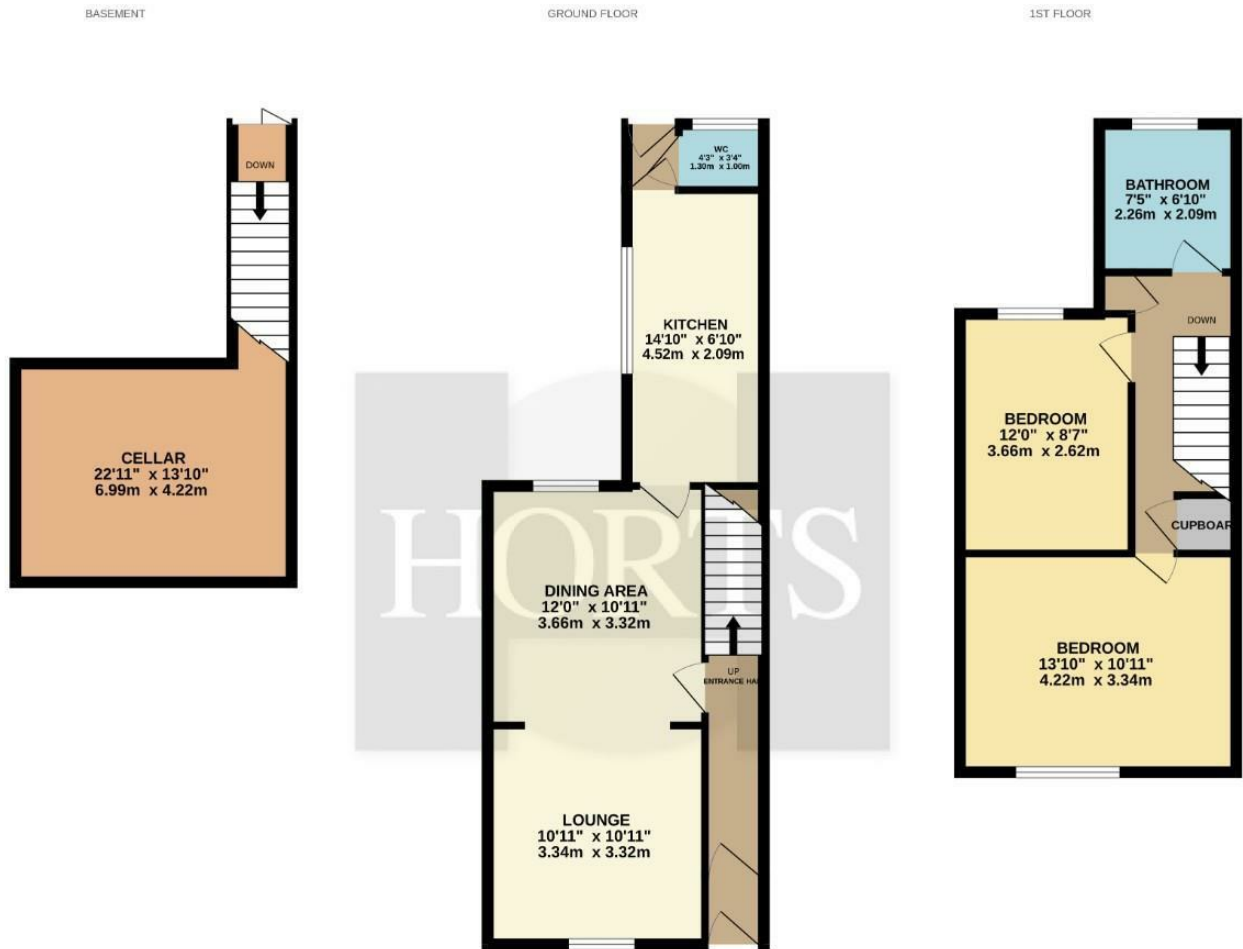 BASEMENT
GROUND FLOOR
1ST FLOOR
DOWN
CELLAR
22'11" x 13'10"
6.99m x 4.22m
WC
4'3" x 3'4"
1.30m x 1.00m
KITCHEN
14'10" x 6'10"
4.52m x 2.09m
DINING AREA
12'0" x 10'11"
3.66m x 3.32m
UP
ENTRANCE HA
LOUNGE
10'11" x 10'11"
3.34m x 3.32m
HORTS
BATHROOM
7'5" x 6'10"
2.26m x 2.09m
DOWN
BEDROOM
12'0" x 8'7"
3.66m x 2.62m
CUPBOAR
BEDROOM
13'10" x 10'11"
4.22m x 3.34m